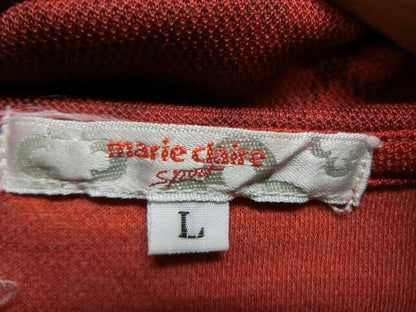 marie claire
Sport
L